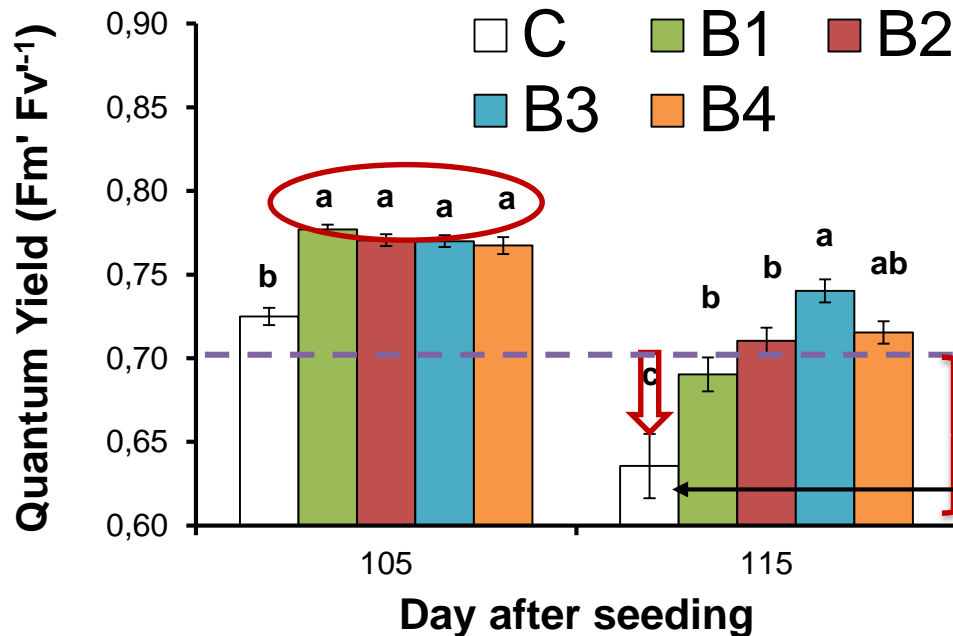 0,90
C B1 B2
B3 B4
0,85
0,80
0,75
0,70
0,65
0,60
Quantum Yield (Fm' Fv'⁻¹)
b a a a a
c b b a ab
105 115
Day after seeding